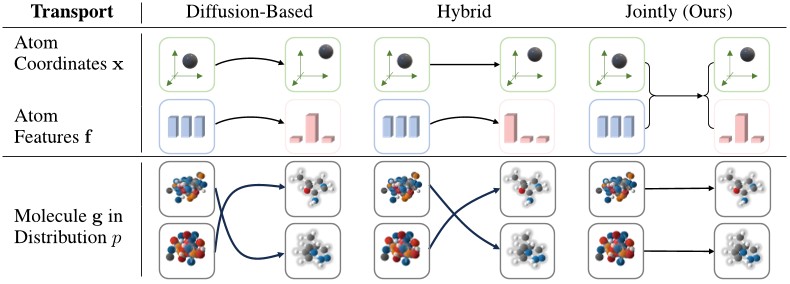 Transport Diffusion-Based Hybrid Jointly (Ours)
Atom
Coordinates x
Atom
Features f
Molecule g in
Distribution p